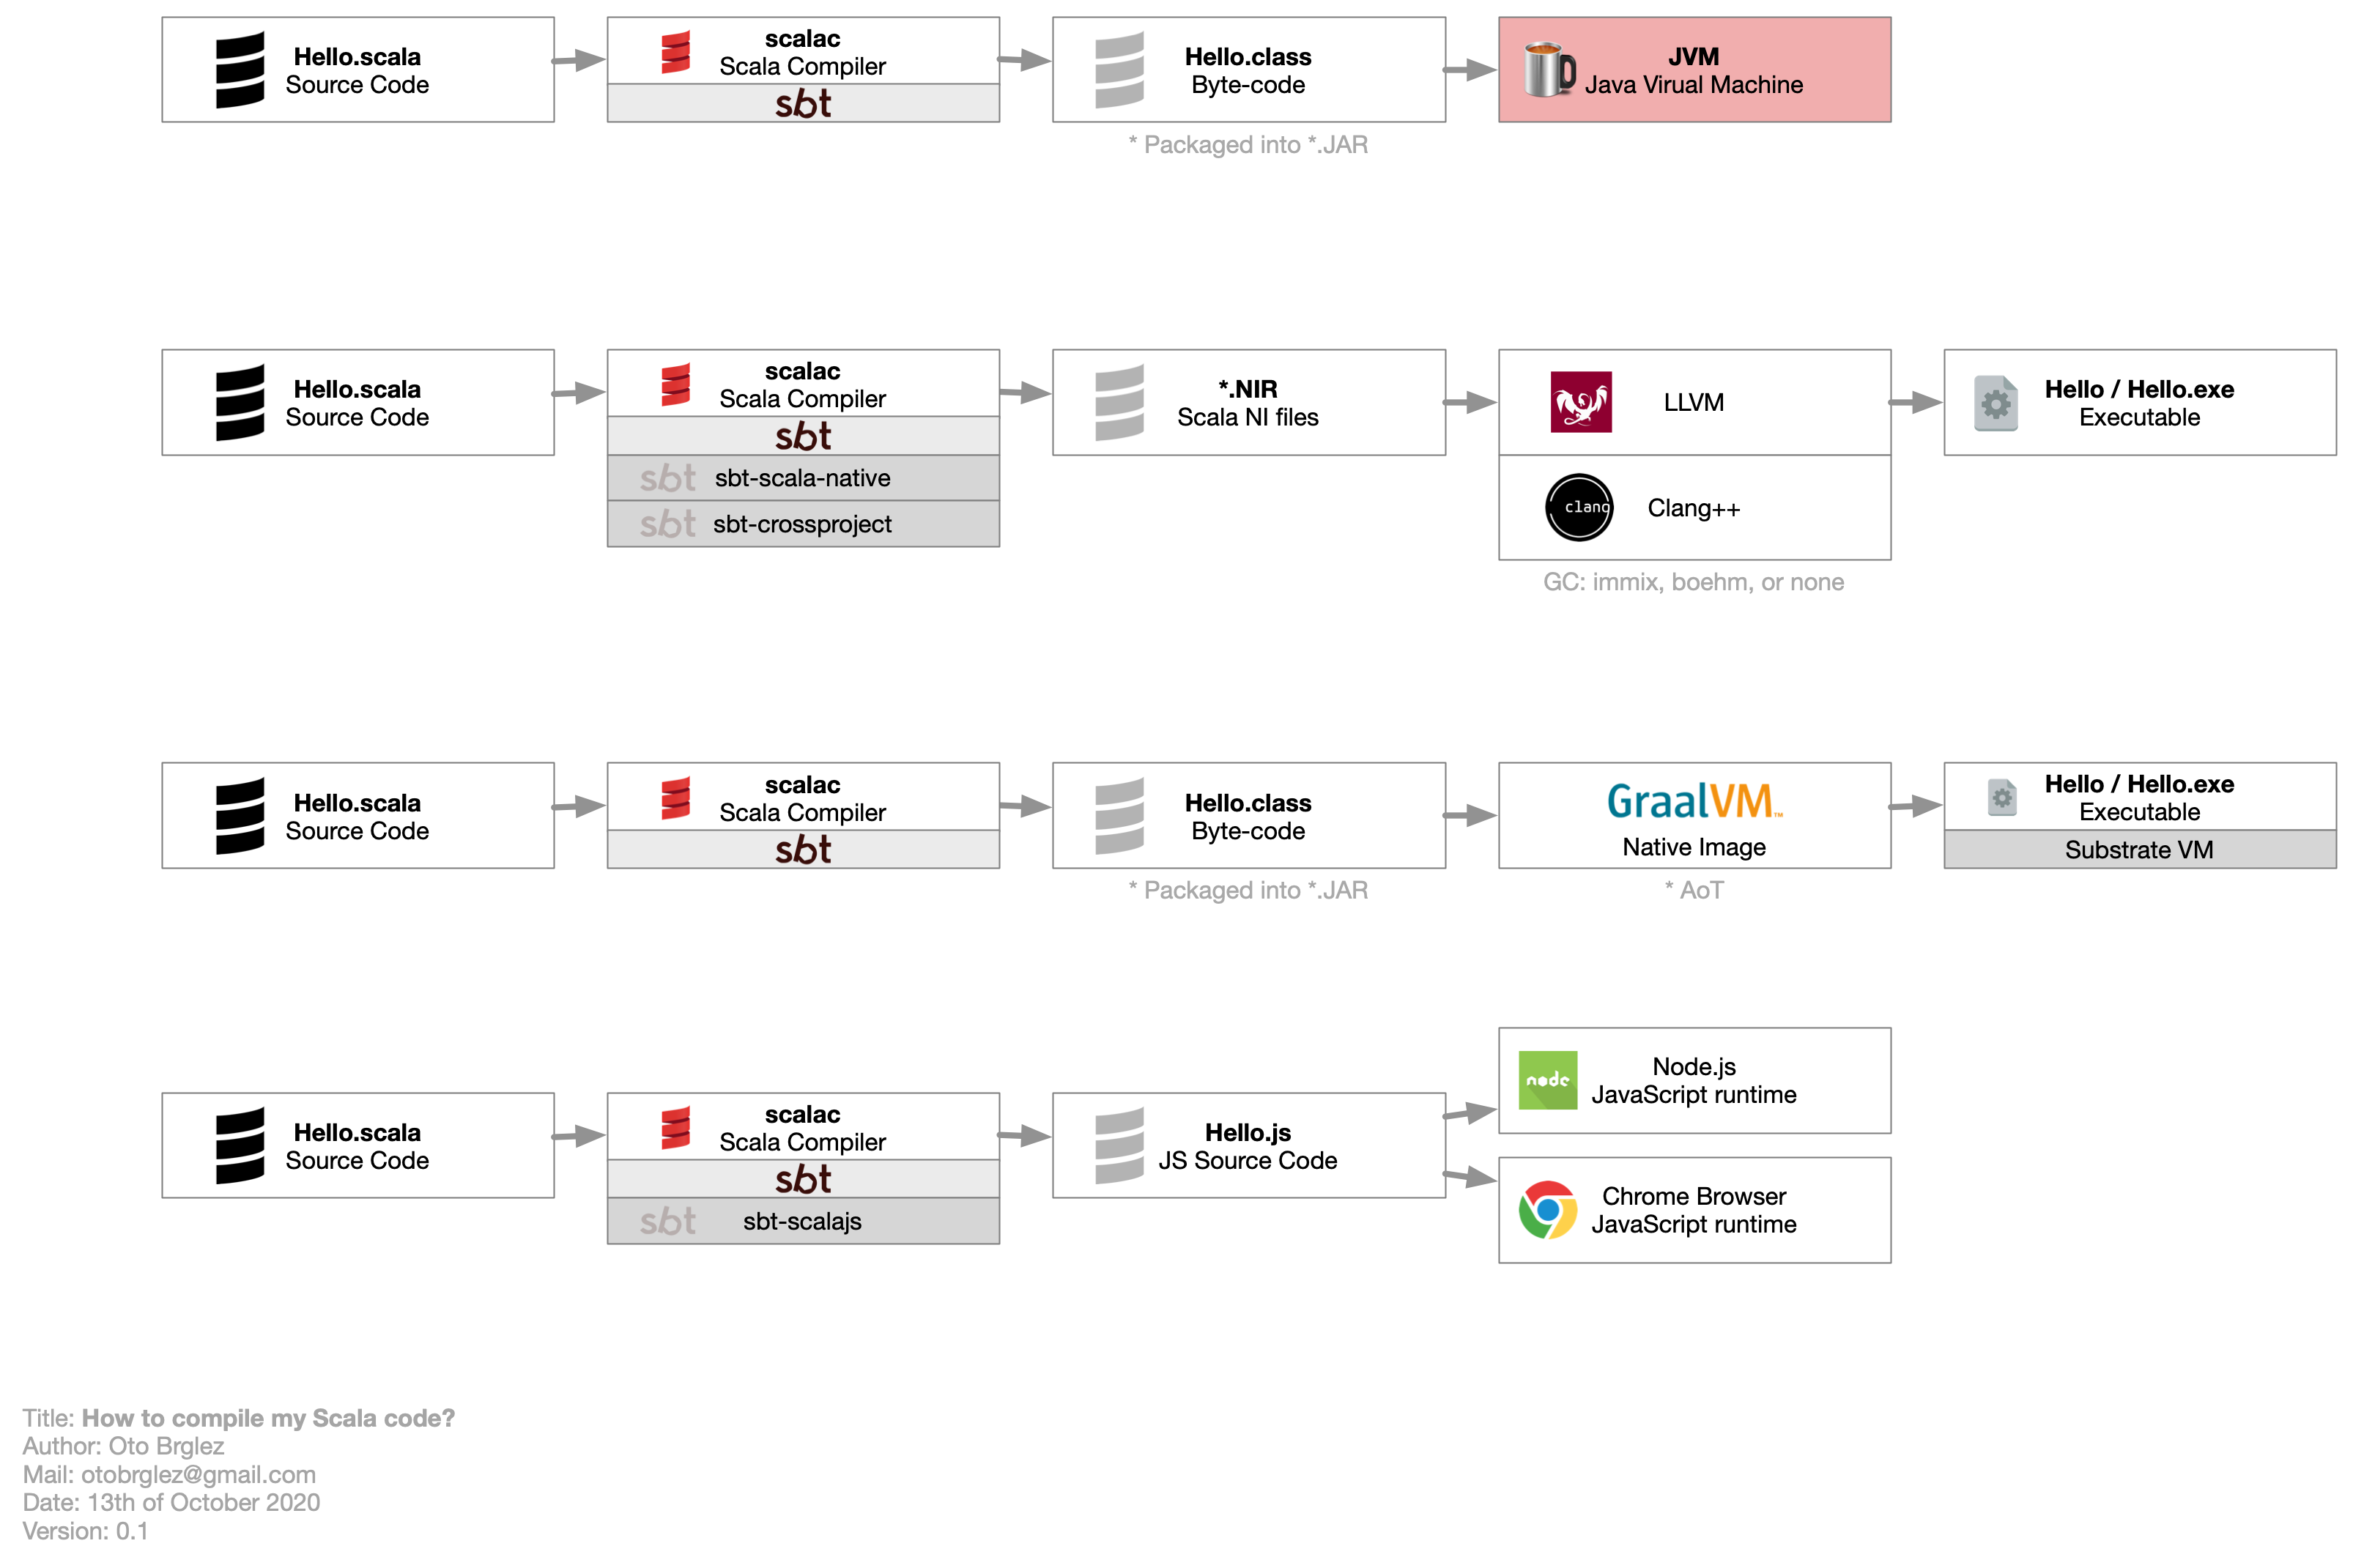 Hello.scala
Source Code
scalac
Scala Compiler
sbt
Hello.class
Byte-code
* Packaged into *.JAR
JVM
Java Virual Machine
Hello.scala
Source Code
scalac
Scala Compiler
sbt
sbt sbt-scala-native
sbt sbt-crossproject
*.NIR
Scala NI files
LLVM
clang Clang++
GC: immix, boehm, or none
Hello / Hello.exe
Executable
Hello.scala
Source Code
scalac
Scala Compiler
sbt
Hello.class
Byte-code
* Packaged into *.JAR
GraalVM™
Native Image
* AoT
Hello / Hello.exe
Executable
Substrate VM
Hello.scala
Source Code
scalac
Scala Compiler
sbt
sbt sbt-scalajs
Hello.js
JS Source Code
node
Node.js
JavaScript runtime
Chrome Browser
JavaScript runtime
Title: How to compile my Scala code?
Author: Oto Brglez
Mail: otobrglez@gmail.com
Date: 13th of October 2020
Version: 0.1